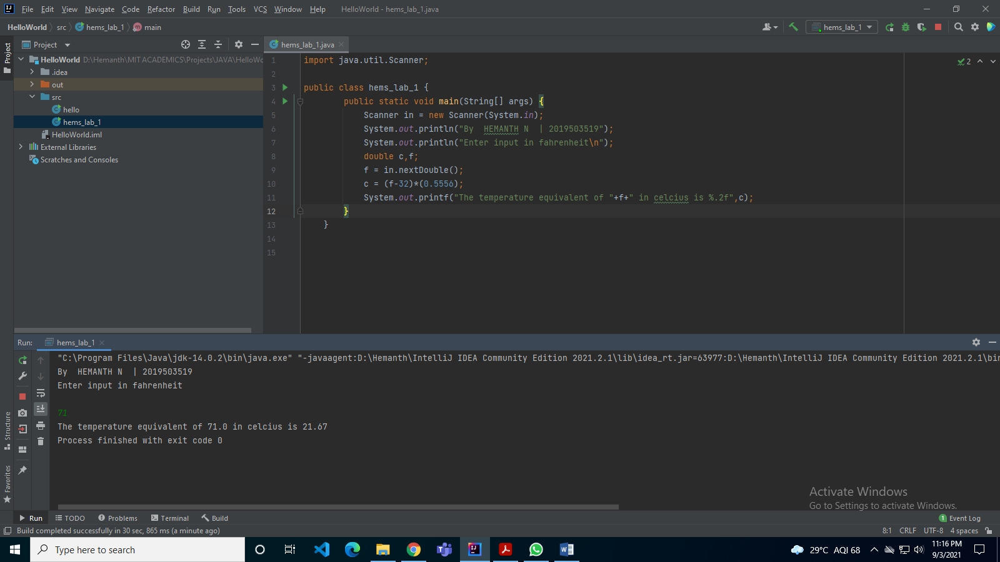 File Edit View Navigate Code Refactor Build Run Tools VCS Window Help HelloWorld - hems_lab_1.java
HelloWorld src hems_lab_1 main hems_lab_1
Project
Project
hems_lab_1.java
HelloWorld D:\Hemanth\MIT ACADEMICS\Projects\JAVA\HelloWo
.idea
out
src
hello
hems_lab_1
HelloWorld.iml
External Libraries
Scratches and Consoles
2
1 import java.util.Scanner;
2
3 public class hems_lab_1 {
4 public static void main(String[] args) {
5 Scanner in = new Scanner(System.in);
6 System.out.println("By  HEMANTH N  | 2019503519");
7 System.out.println("Enter input in fahrenheit\n");
8 double c,f;
9 f = in.nextDouble();
10 c = (f-32)*(0.5556);
11 System.out.printf("The temperature equivalent of "+f+" in celcius is %.2f",c);
12 }
13 }
14
15
Run: hems_lab_1
"C:\Program Files\Java\jdk-14.0.2\bin\java.exe" "-javaagent:D:\Hemanth\IntelliJ IDEA Community Edition 2021.2.1\lib\idea_rt.jar=63977:D:\Hemanth\IntelliJ IDEA Community Edition 2021.2.1\bin
By  HEMANTH N  | 2019503519
Enter input in fahrenheit
71
The temperature equivalent of 71.0 in celcius is 21.67
Process finished with exit code 0
Structure
Favorites
Activate Windows
Go to Settings to activate Windows.
Run TODO Problems Terminal Build 1 Event Log
Build completed successfully in 30 sec, 865 ms (a minute ago) 8:1 CRLF UTF-8 4 spaces
Type here to search 29°C AQI 68 11:16 PM
9/3/2021